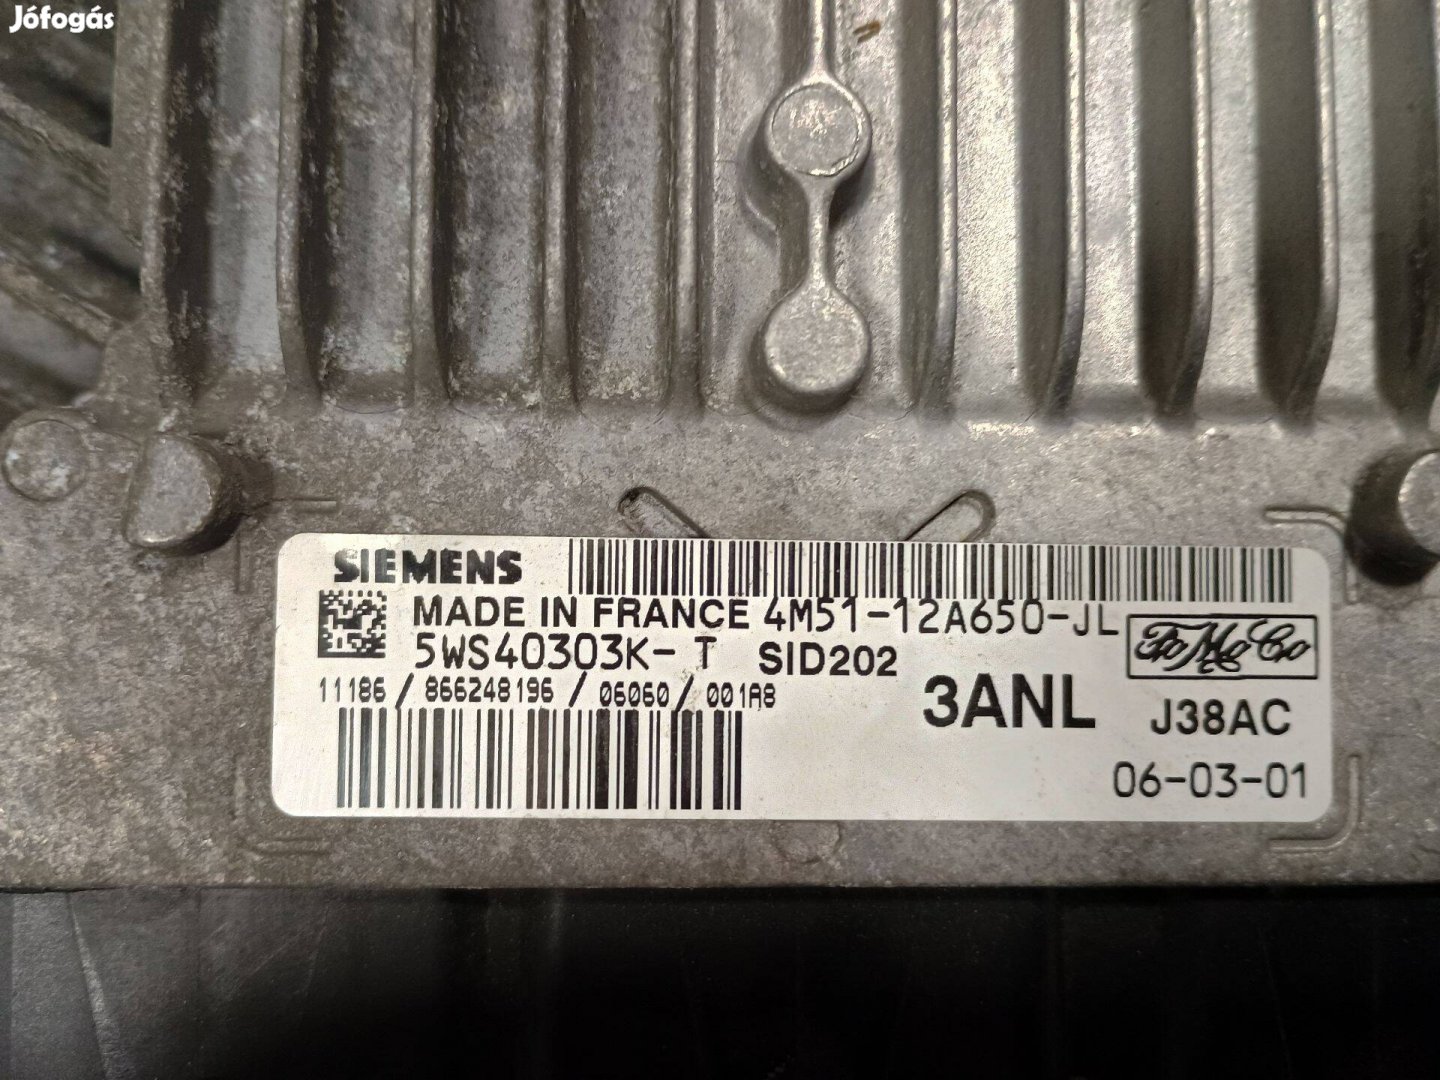 Jófogás
SIEMENS
MADE IN FRANCE 4M51-12A650-JL
FoMoCo
5WS40303K-T SID202
11186 / 866248196 / 06060 / 001A8
3ANL J38AC
06-03-01